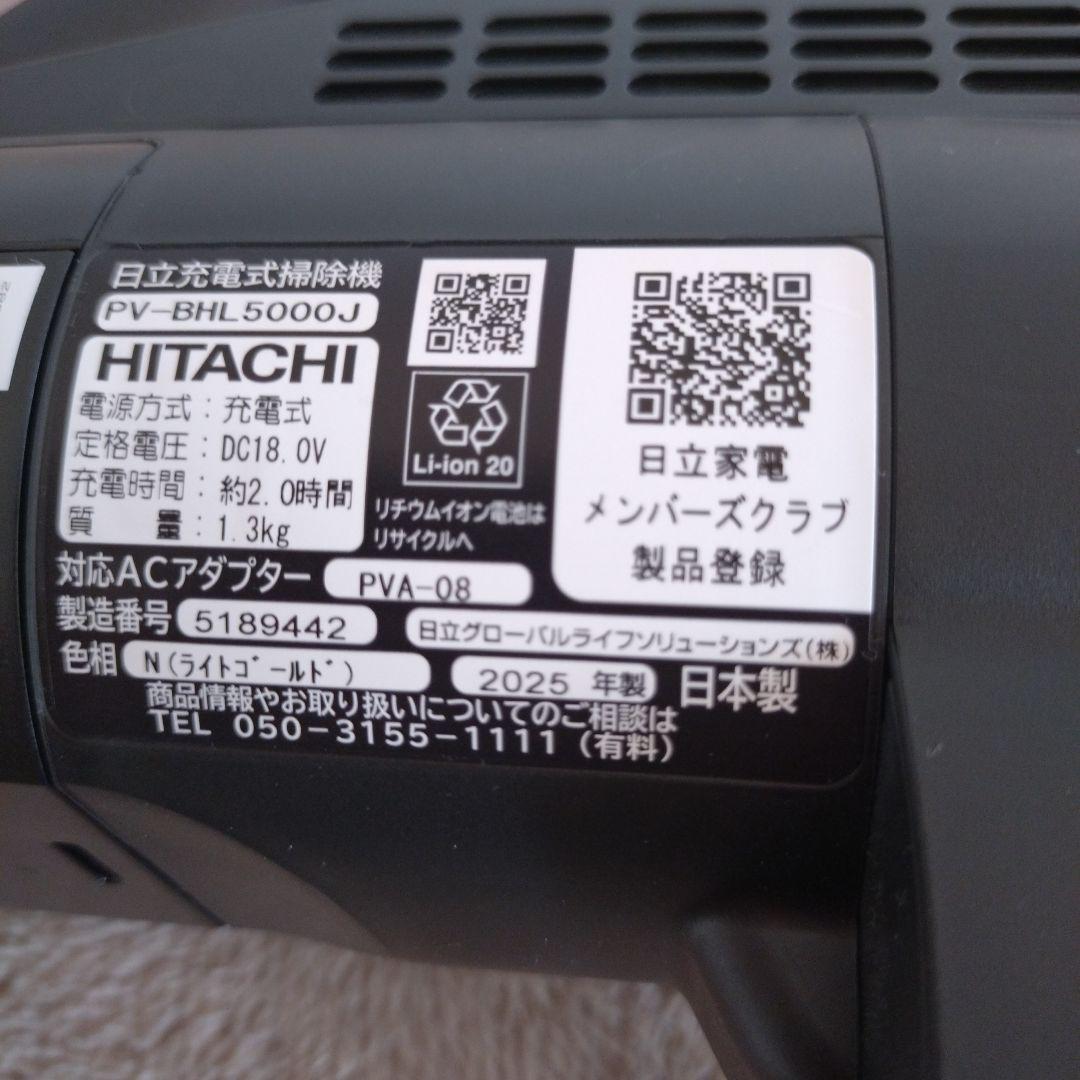 日立充電式掃除機
PV-BHL5000J
HITACHI
電源方式：充電式
定格電圧：DC18.0V
充電時間：約2.0時間
質　　量：1.3kg
Li-ion 20
リチウムイオン電池は
リサイクルへ
日立家電
メンバーズクラブ
製品登録
対応ACアダプター PVA-08
製造番号 5189442
日立グローバルライフソリューションズ(株)
色相 N(ライトゴールド)
2025 年製 日本製
商品情報やお取り扱いについてのご相談は
TEL 050-3155-1111（有料）